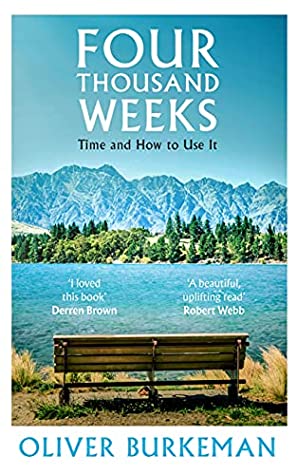 FOUR
THOUSAND
WEEKS
Time and How to Use It
'I loved
this book'
Derren Brown
'A beautiful,
uplifting read'
Robert Webb
OLIVER BURKEMAN